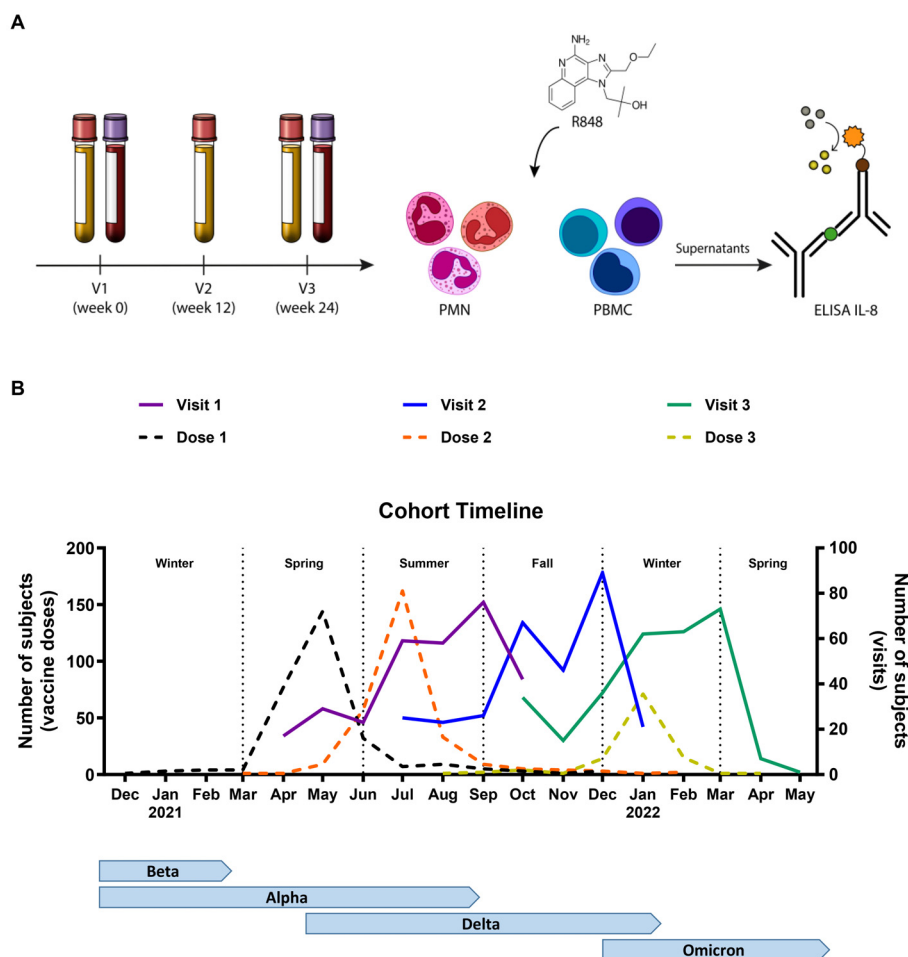 A
NH₂
N
N
N
O
OH
R848
V1
(week 0)
V2
(week 12)
V3
(week 24)
PMN
PBMC
Supernatants
ELISA IL-8
B
Visit 1
Visit 2
Visit 3
Dose 1
Dose 2
Dose 3
Cohort Timeline
Number of subjects
(vaccine doses)
200
150
100
50
0
Winter
Spring
Summer
Fall
Winter
Spring
100
80
60
40
20
0
Number of subjects
(visits)
Dec Jan Feb Mar Apr May Jun Jul Aug Sep Oct Nov Dec Jan Feb Mar Apr May
2021 2022
Beta
Alpha
Delta
Omicron